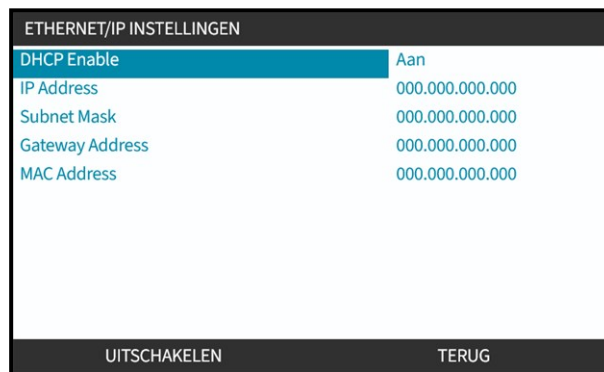 ETHERNET/IP INSTELLINGEN
DHCP Enable Aan
IP Address 000.000.000.000
Subnet Mask 000.000.000.000
Gateway Address 000.000.000.000
MAC Address 000.000.000.000
UITSCHAKELEN TERUG